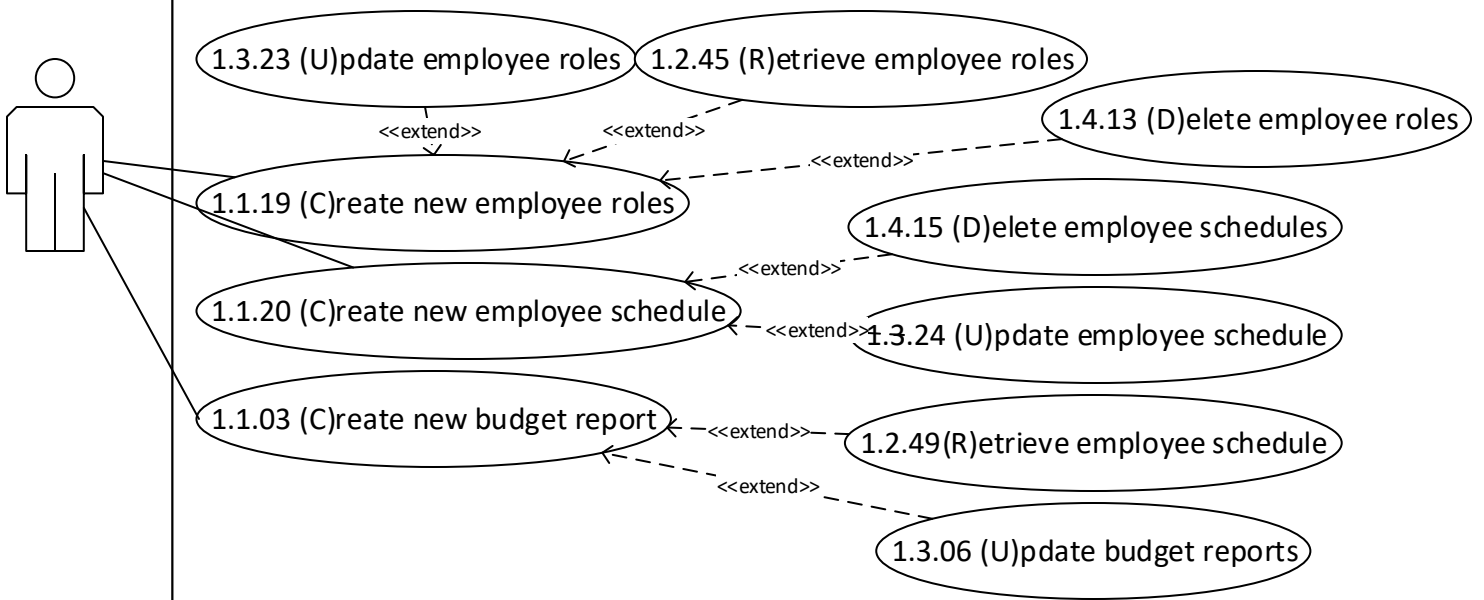 1.3.23 (U)pdate employee roles
1.2.45 (R)etrieve employee roles
1.4.13 (D)elete employee roles
<<extend>>
<<extend>>
<<extend>>
1.1.19 (C)reate new employee roles
1.4.15 (D)elete employee schedules
<<extend>>
1.1.20 (C)reate new employee schedule
<<extend>>
1.3.24 (U)pdate employee schedule
1.1.03 (C)reate new budget report
<<extend>>
1.2.49(R)etrieve employee schedule
<<extend>>
1.3.06 (U)pdate budget reports